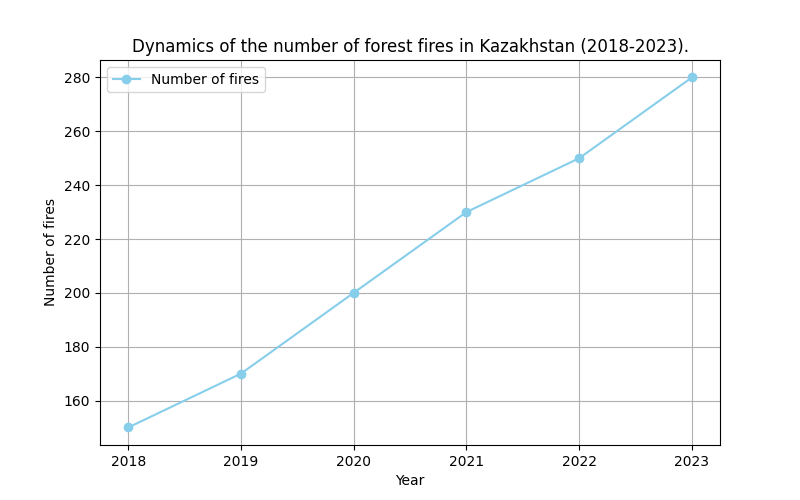 Dynamics of the number of forest fires in Kazakhstan (2018-2023).
Number of fires
280
260
240
220
200
180
160
Number of fires
2018 2019 2020 2021 2022 2023
Year